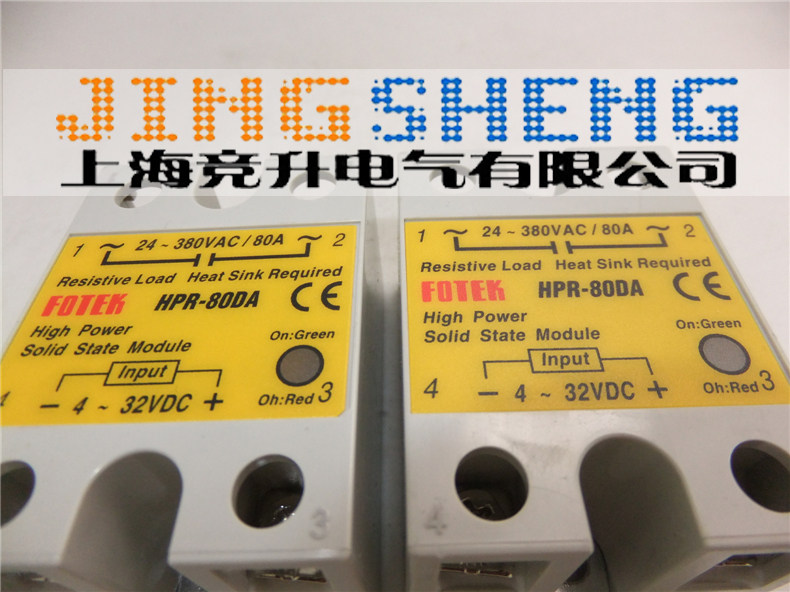 JINGSHENG
上海竞升电气有限公司
1 ~ 24 ~ 380VAC / 80A ~ 2
Resistive Load Heat Sink Required
FOTEK HPR-80DA CE
High Power
Solid State Module
On:Green
Input
4 - 4 ~ 32VDC + 3
Oh:Red
3
1 ~ 24 ~ 380VAC / 80A ~ 2
Resistive Load Heat Sink Required
FOTEK HPR-80DA CE
High Power
Solid State Module
On:Green
Input
4 - 4 ~ 32VDC + 3
Oh:Red
4